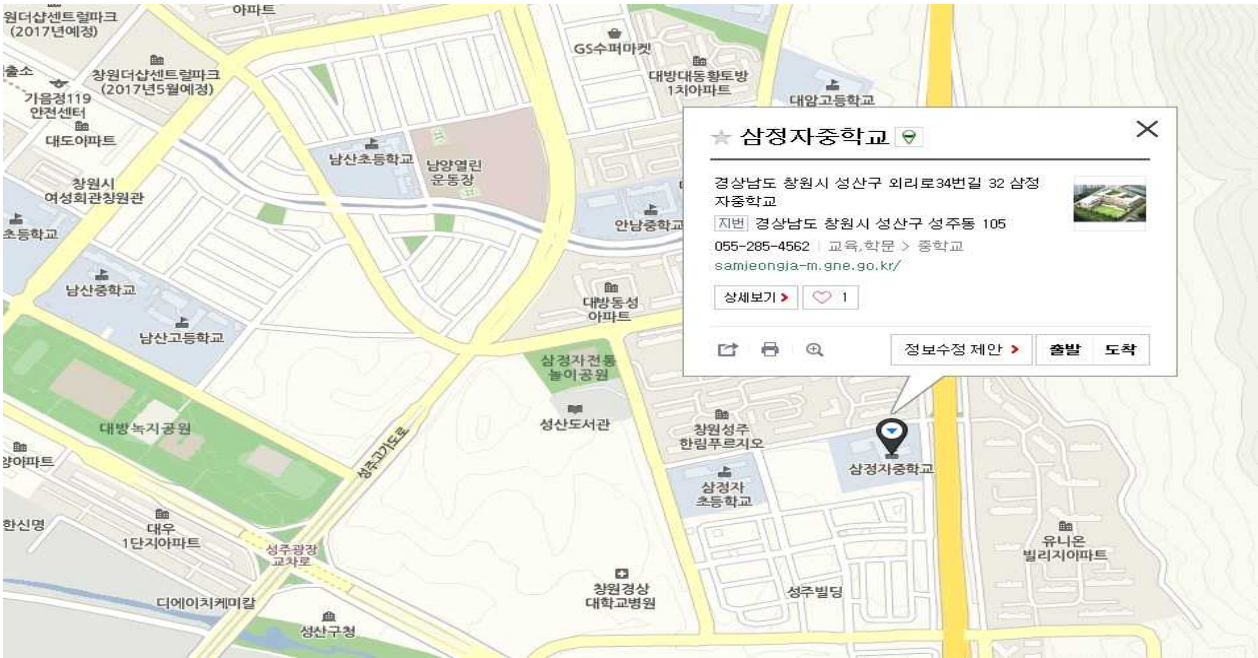 원더샵센트럴파크
(2017년예정)
아파트
창원더샵센트럴파크
(2017년5월예정)
출소
가음정119
안전센터
대도아파트
창원시
여성회관창원관
초등학교
남산중학교
남산고등학교
남산초등학교
남양열린
운동장
GS수퍼마켓
대방대동황토방
1치아파트
대암고등학교
안남중학교
대방동성
아파트
삼정자전통
놀이공원
성산도서관
대방녹지공원
양아파트
한신명
대우
1단지아파트
성주고가도로
성주광장
교차로
디에이치케미칼
성산구청
창원경상
대학교병원
삼정자중학교
경상남도 창원시 성산구 외리로34번길 32 삼정
자중학교
지번 경상남도 창원시 성산구 성주동 105
055-285-4562 교육,학문 > 중학교
samjeongja-m.gne.go.kr/
상세보기 >
1
정보수정 제안 >
출발 도착
창원성주
한림푸르지오
삼정자중학교
삼정자
초등학교
성주빌딩
유니온
빌리지아파트